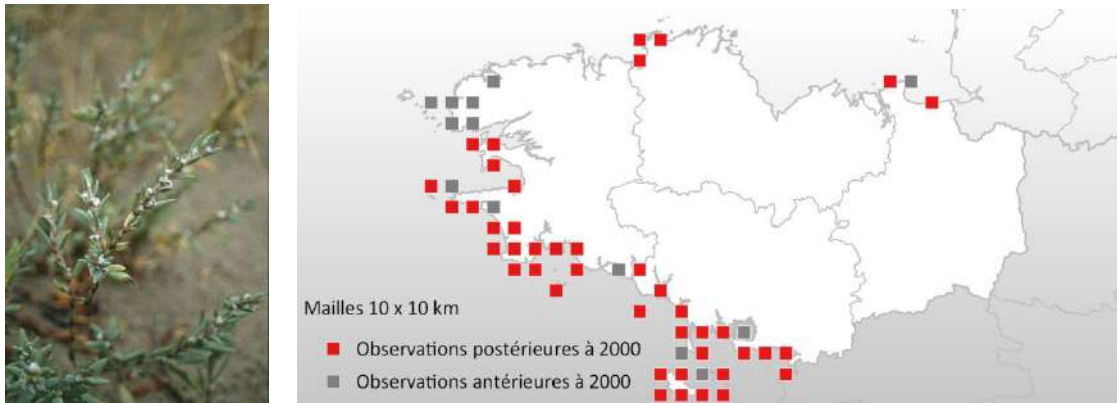 Mailles 10 x 10 km
Observations postérieures à 2000
Observations antérieures à 2000